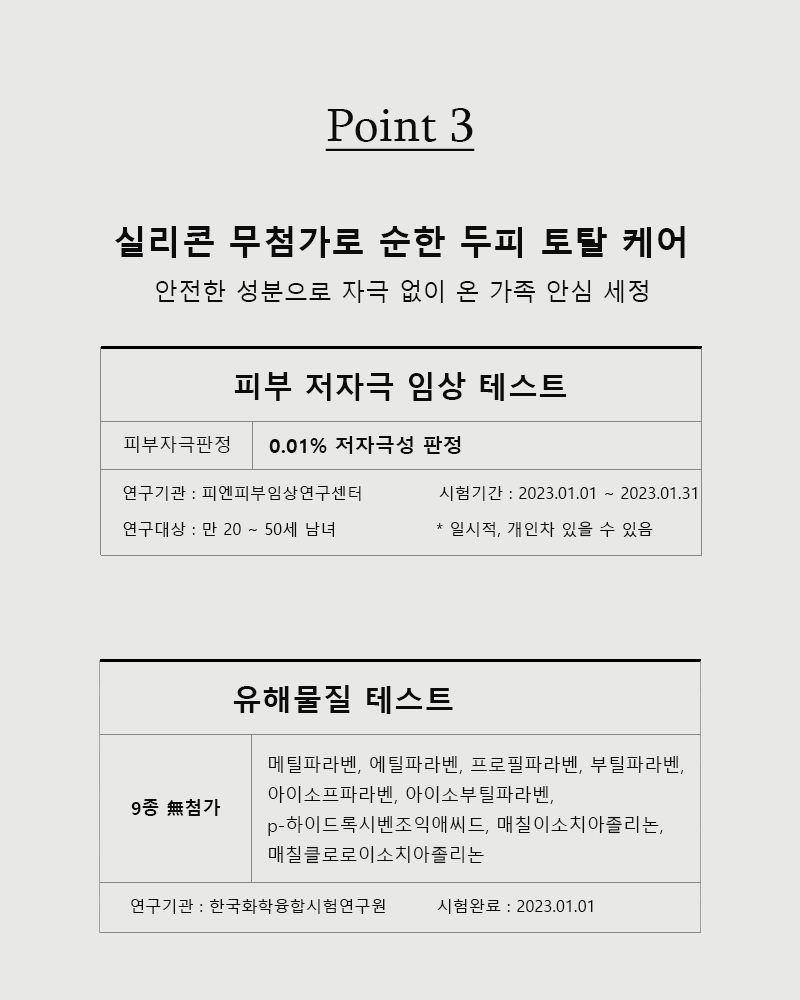 Point 3
실리콘 무첨가로 순한 두피 토탈 케어
안전한 성분으로 자극 없이 온 가족 안심 세정
피부 저자극 임상 테스트
피부자극판정 0.01% 저자극성 판정
연구기관 : 피엔피부임상연구센터 시험기간 : 2023.01.01 ~ 2023.01.31
연구대상 : 만 20 ~ 50세 남녀 * 일시적, 개인차 있을 수 있음
유해물질 테스트
9종 無첨가
메틸파라벤, 에틸파라벤, 프로필파라벤, 부틸파라벤,
아이소프파라벤, 아이소부틸파라벤,
p-하이드록시벤조익애씨드, 매칠이소치아졸리논,
매칠클로로이소치아졸리논
연구기관 : 한국화학융합시험연구원 시험완료 : 2023.01.01